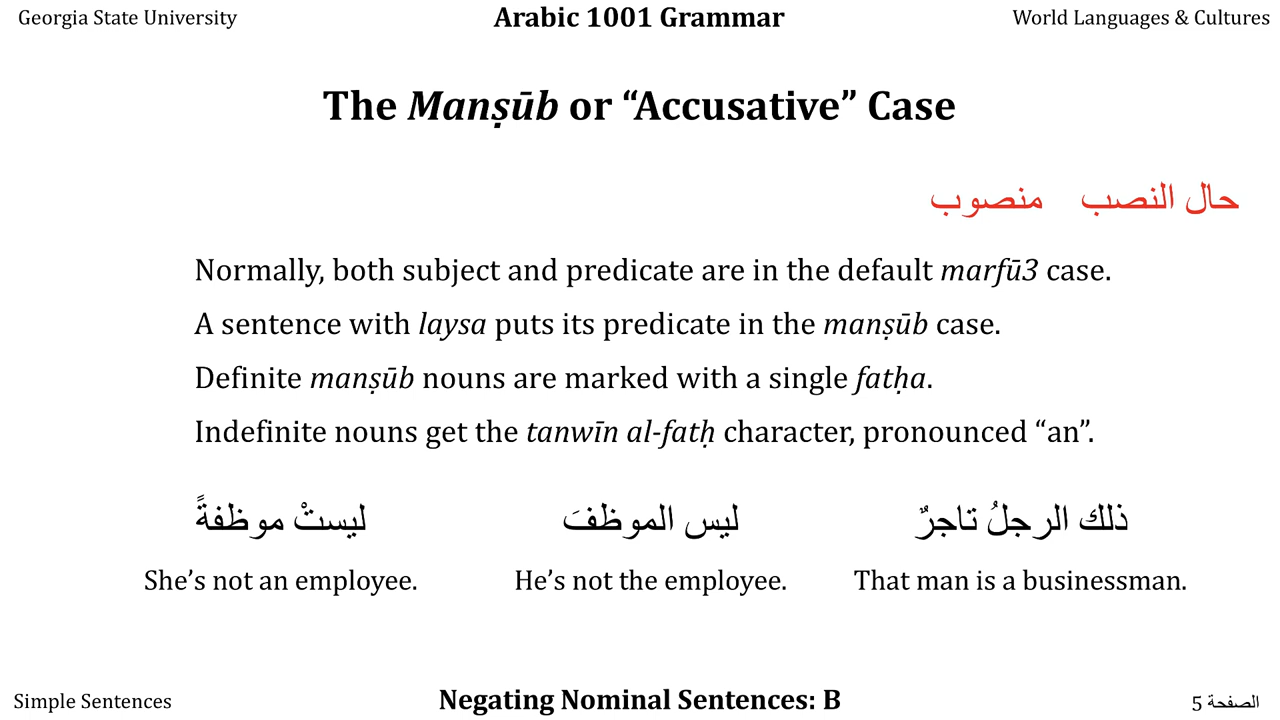 Georgia State University
Arabic 1001 Grammar
World Languages & Cultures
The Manṣūb or “Accusative” Case
حال النصب   منصوب
Normally, both subject and predicate are in the default marfū3 case.
A sentence with laysa puts its predicate in the manṣūb case.
Definite manṣūb nouns are marked with a single fatḥa.
Indefinite nouns get the tanwīn al-fatḥ character, pronounced “an”.
ليستْ موظفةً
ليس الموظفَ
ذلك الرجلُ تاجرٌ
She’s not an employee.
He’s not the employee.
That man is a businessman.
Simple Sentences
Negating Nominal Sentences: B
الصفحة 5